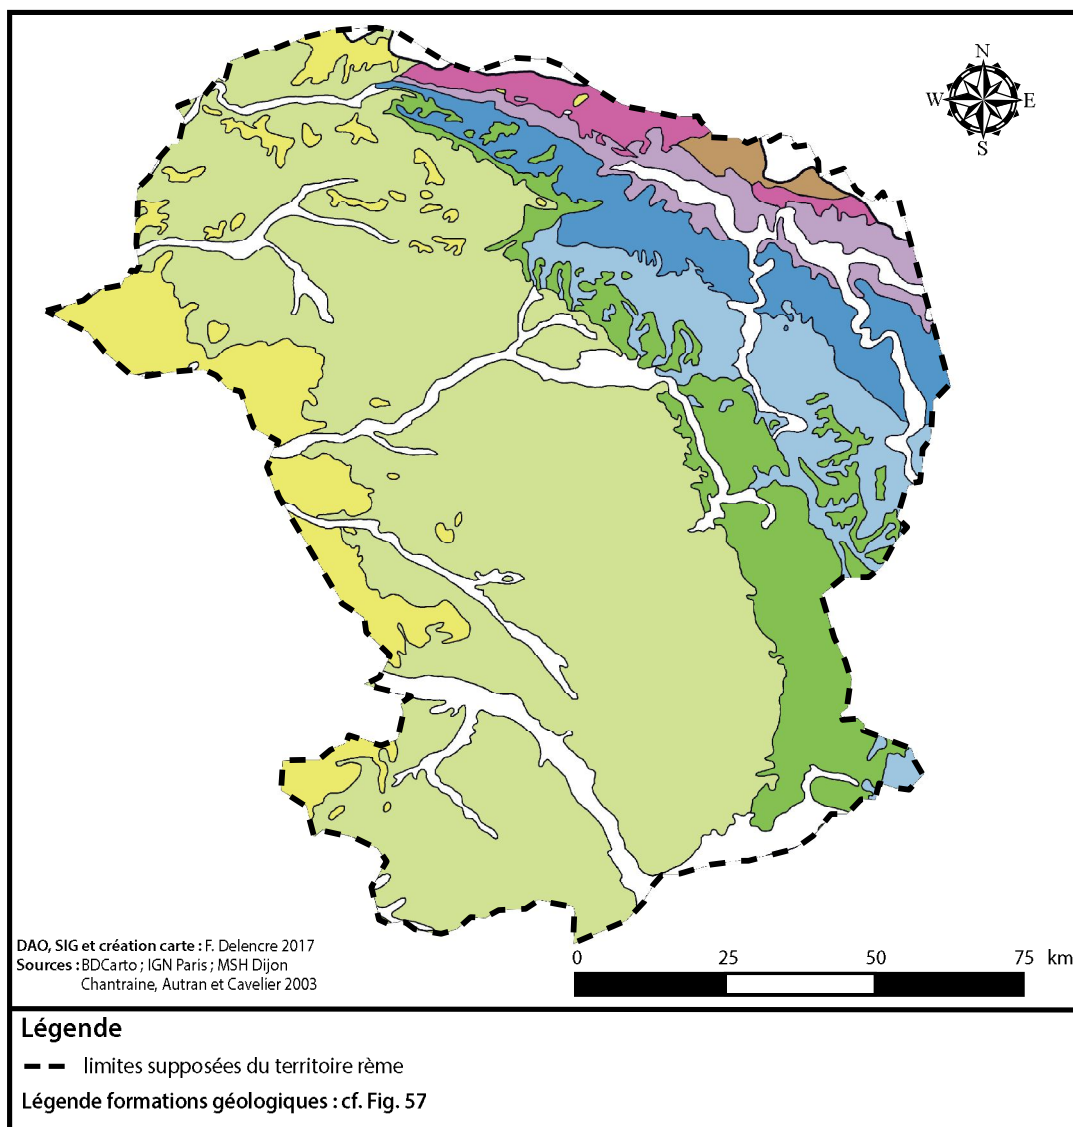 N
W E
S
DAO, SIG et création carte : F. Delencre 2017
Sources : BDCarto ; IGN Paris ; MSH Dijon
Chantraine, Autran et Cavelier 2003
0 25 50 75 km
Légende
limites supposées du territoire rème
Légende formations géologiques : cf. Fig. 57